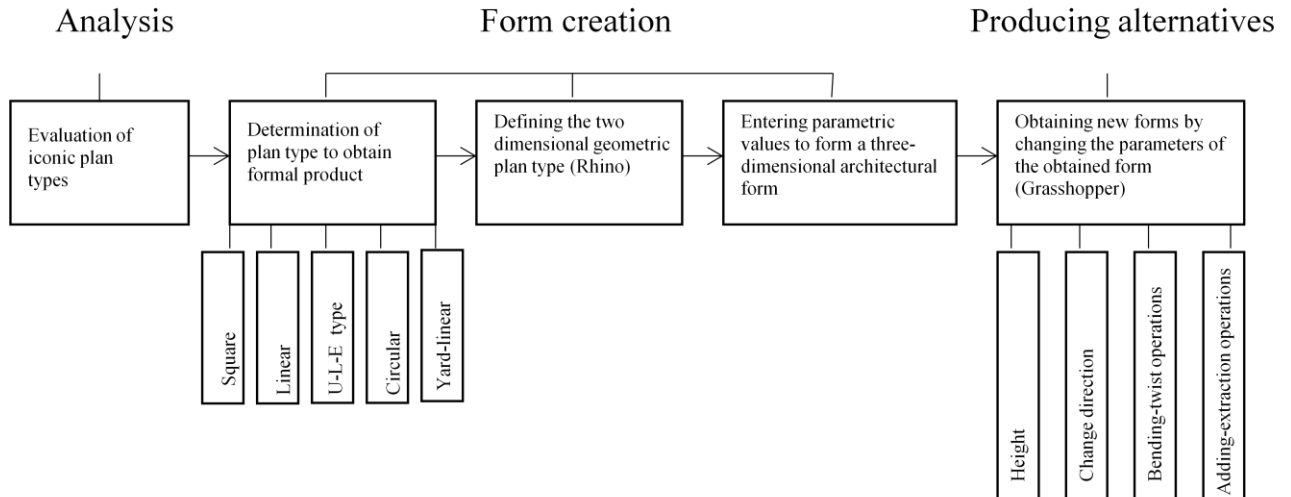 Analysis
Form creation
Producing alternatives
Evaluation of
iconic plan
types
Determination of
plan type to obtain
formal product
Defining the two
dimensional geometric
plan type (Rhino)
Entering parametric
values to form a three-
dimensional architectural
form
Obtaining new forms by
changing the parameters of
the obtained form
(Grasshopper)
Square
Linear
U-L-E type
Circular
Yard-linear
Height
Change direction
Bending-twist operations
Adding-extraction operations